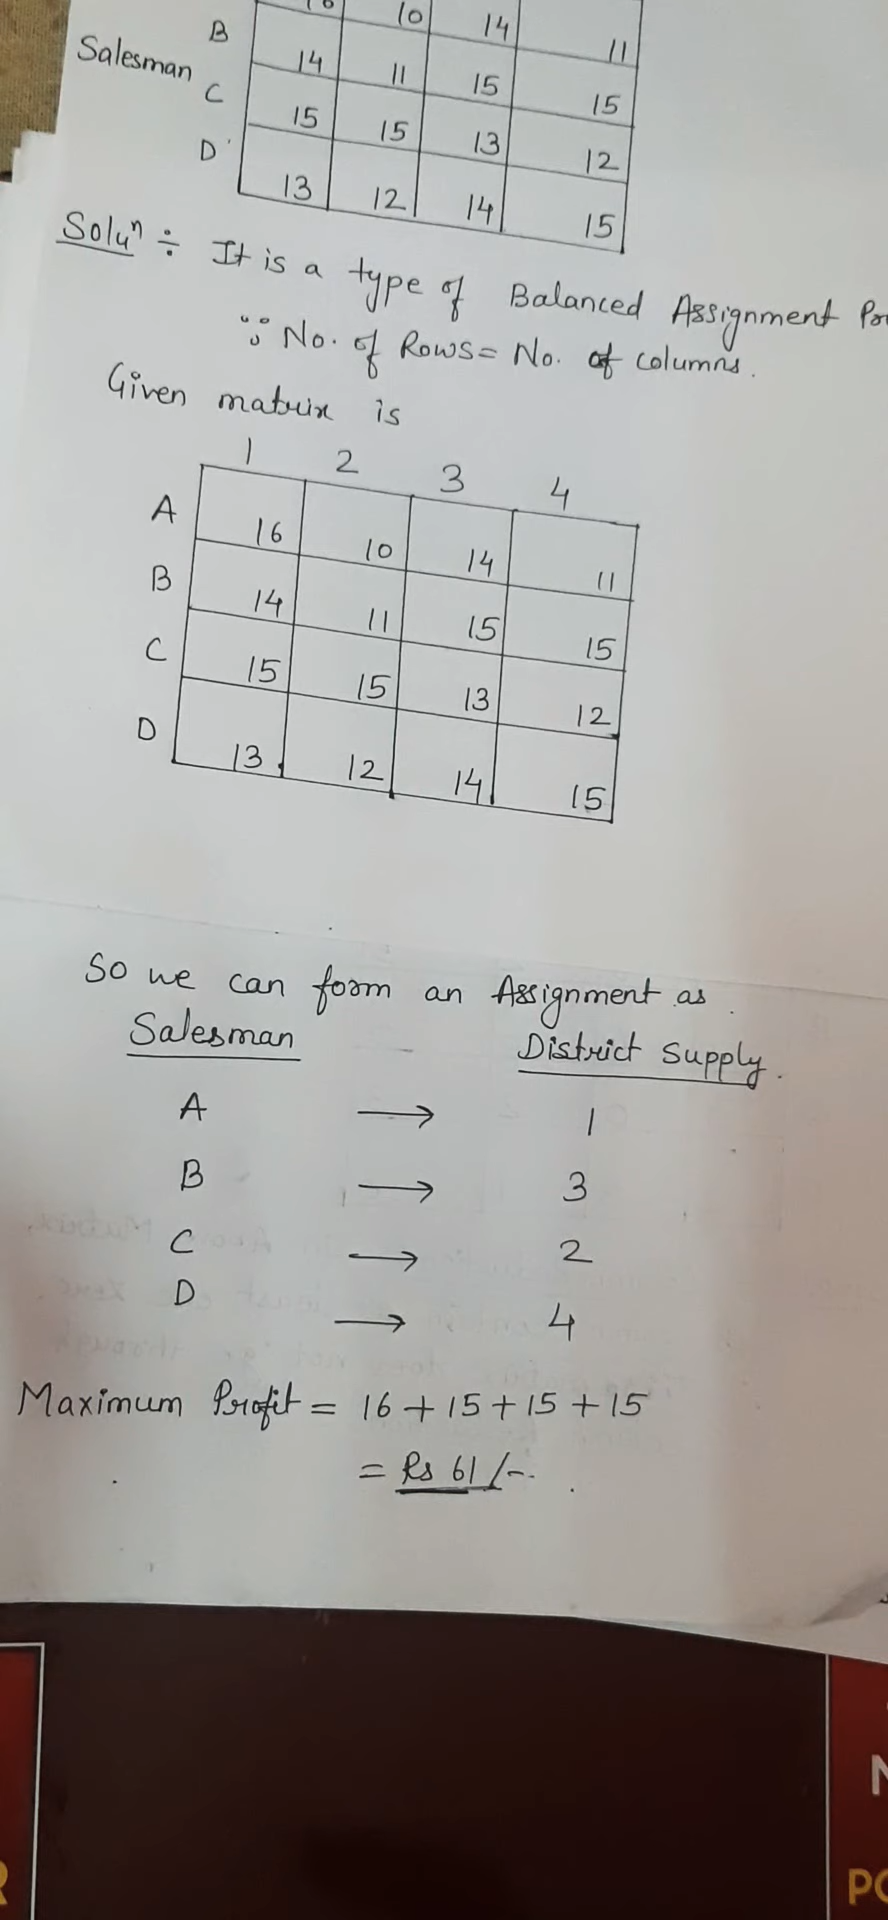 10 14 11
B 14 11 15 15
Salesman
C 15 15 13 12
D 13 12 14 15
Soluⁿ ÷ It is a type of Balanced Assignment
∵ No. of Rows = No. of columns.
Given matrix is
1 2 3 4
A 16 10 14 11
B 14 11 15 15
C 15 15 13 12
D 13 12 14 15
So we can form an Assignment as.
Salesman District Supply.
A → 1
B → 3
C → 2
D → 4
Maximum Profit = 16 + 15 + 15 + 15
= Rs 61/-.